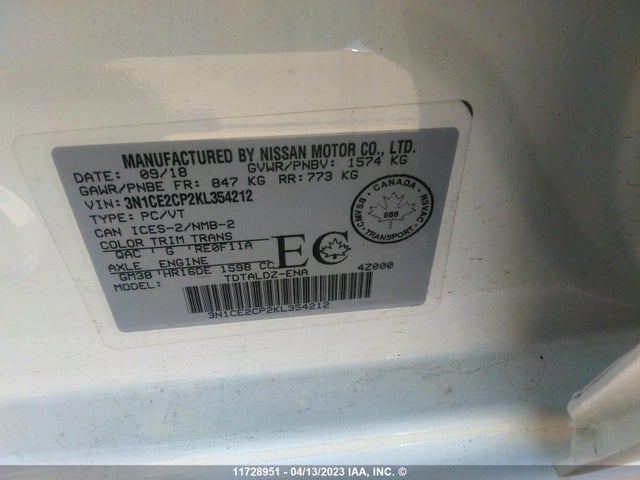 MANUFACTURED BY NISSAN MOTOR CO., LTD.
DATE: 09/18 GVWR/PNBV: 1574 KG
GAWR/PNBE FR: 847 KG RR: 773 KG
VIN: 3N1CE2CP2KL354212
TYPE: PC/VT
CAN ICES-2/NMB-2
COLOR TRIM TRANS
QAC G RE0F11A
AXLE ENGINE
GM38 HR16DE 1598 CC
EC
TDTALDZ-ENA 4Z000
3N1CE2CP2KL354212
CANADA
CMVSS NSVAC
986
TRANSPORT
11728951 - 04/13/2023 IAA, INC. ©